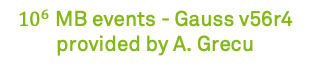 10⁶ MB events - Gauss v56r4
provided by A. Grecu